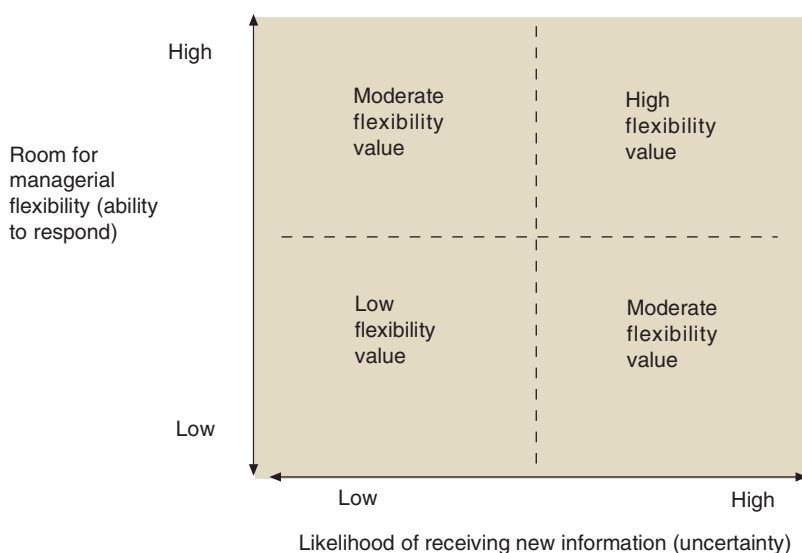 High
Moderate
flexibility
value
High
flexibility
value
Room for
managerial
flexibility (ability
to respond)
Low
flexibility
value
Moderate
flexibility
value
Low
Low
High
Likelihood of receiving new information (uncertainty)